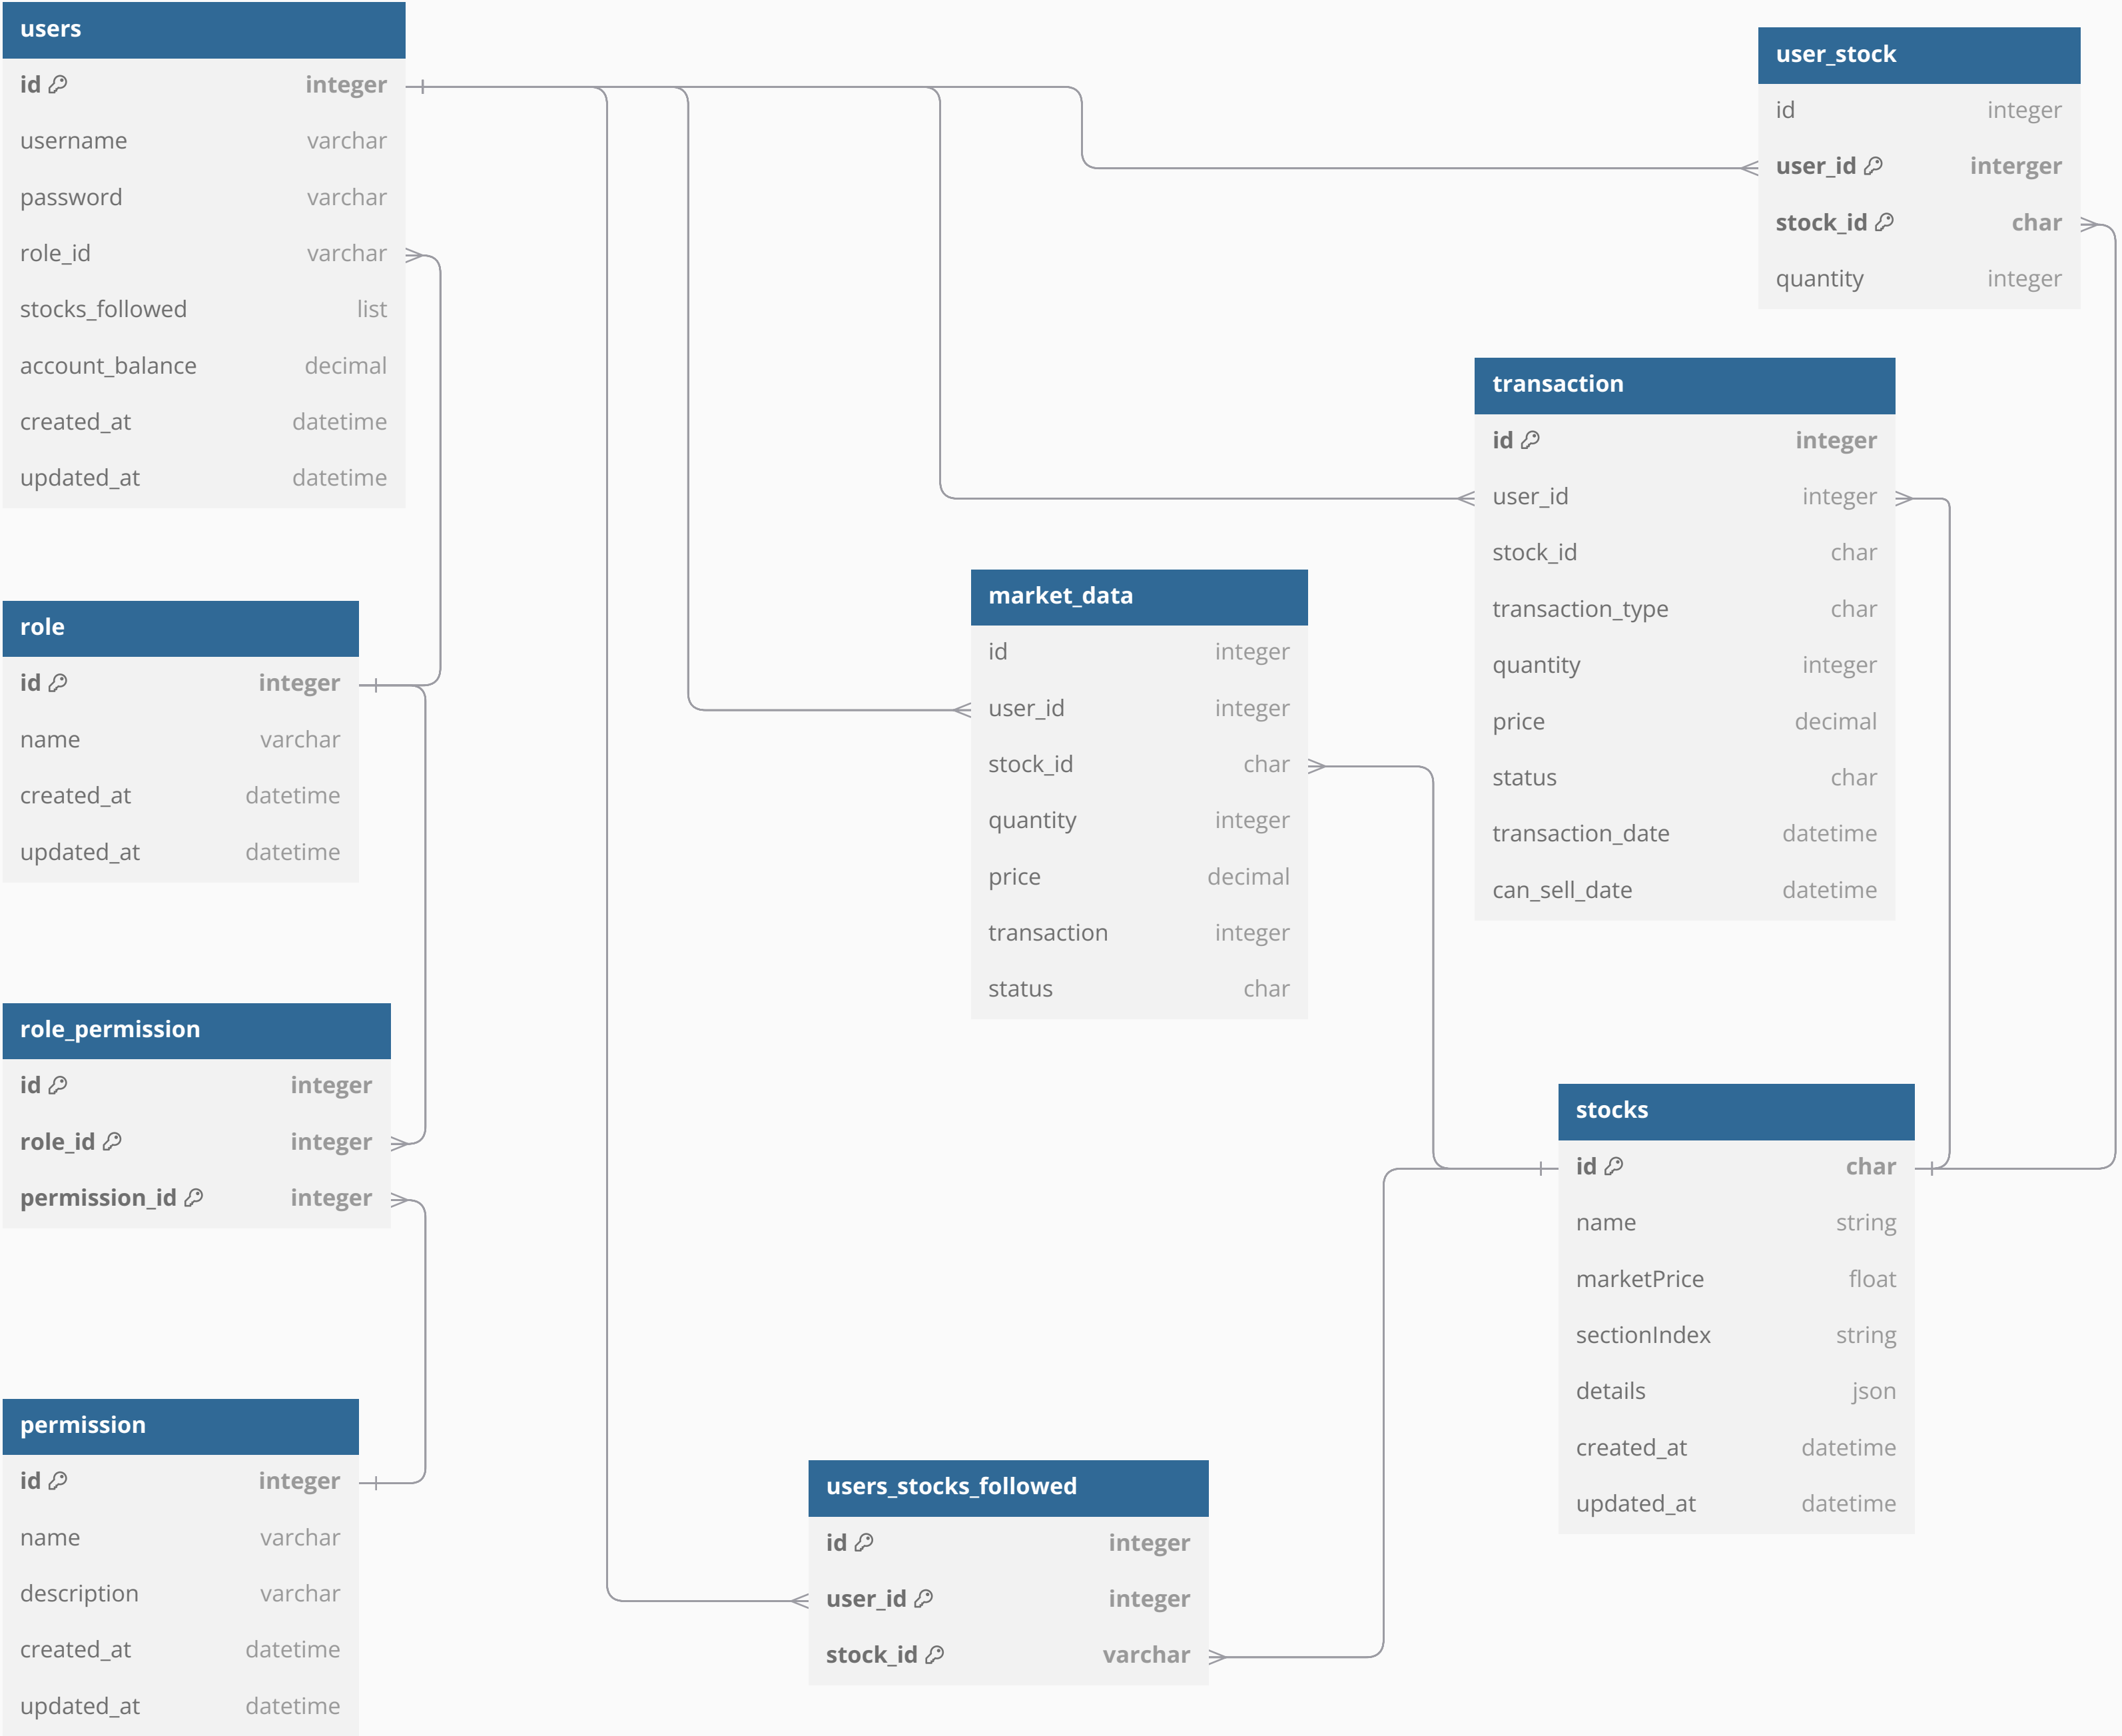 users
id integer
username varchar
password varchar
role_id varchar
stocks_followed list
account_balance decimal
created_at datetime
updated_at datetime
role
id integer
name varchar
created_at datetime
updated_at datetime
role_permission
id integer
role_id integer
permission_id integer
permission
id integer
name varchar
description varchar
created_at datetime
updated_at datetime
market_data
id integer
user_id integer
stock_id char
quantity integer
price decimal
transaction integer
status char
users_stocks_followed
id integer
user_id integer
stock_id varchar
user_stock
id integer
user_id interger
stock_id char
quantity integer
transaction
id integer
user_id integer
stock_id char
transaction_type char
quantity integer
price decimal
status char
transaction_date datetime
can_sell_date datetime
stocks
id char
name string
marketPrice float
sectionIndex string
details json
created_at datetime
updated_at datetime